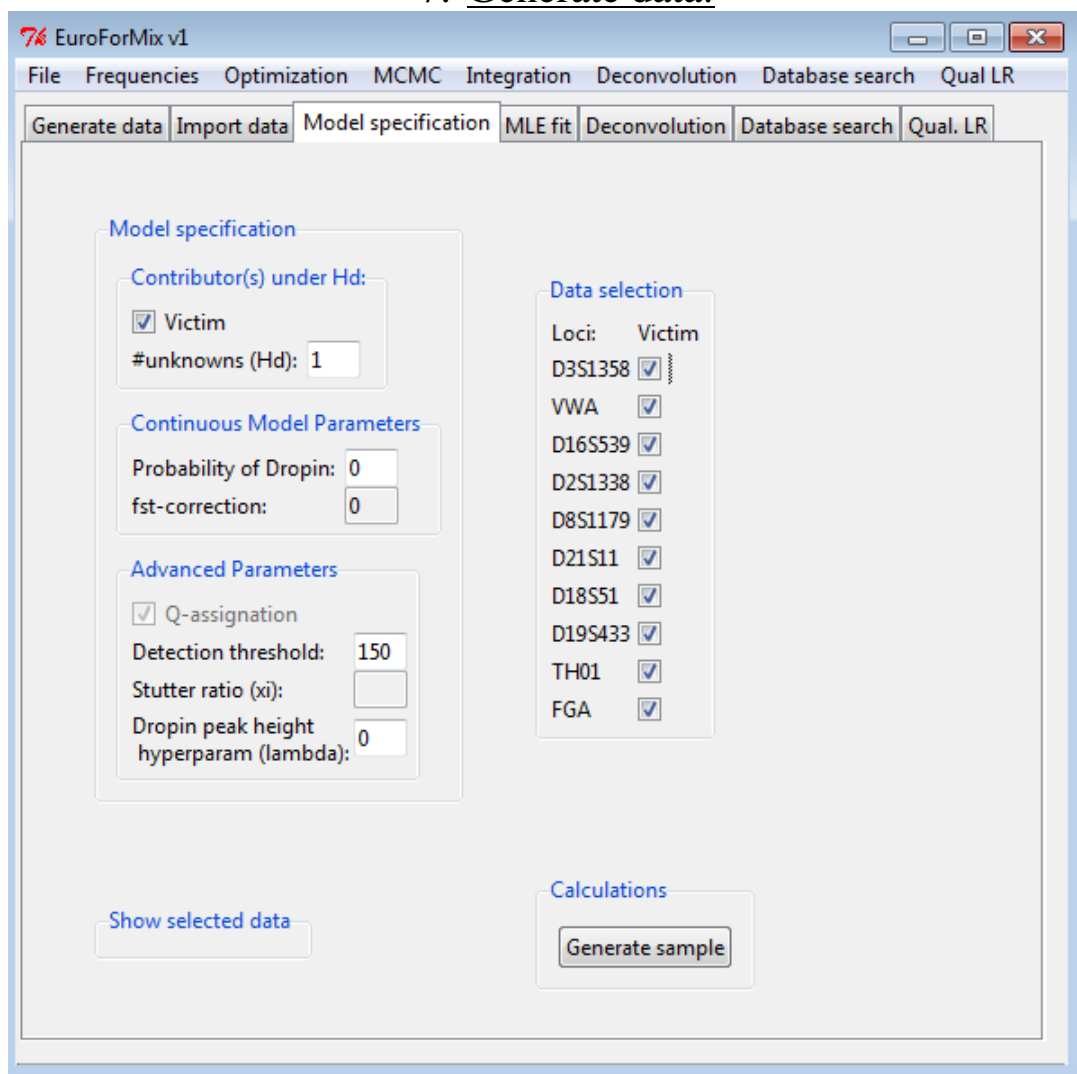 7. Generate data:
EuroForMix v1
File Frequencies Optimization MCMC Integration Deconvolution Database search Qual LR
Generate data Import data Model specification MLE fit Deconvolution Database search Qual. LR
Model specification
Contributor(s) under Hd:
Victim
#unknowns (Hd): 1
Continuous Model Parameters
Probability of Dropin: 0
fst-correction: 0
Advanced Parameters
Q-assignation
Detection threshold: 150
Stutter ratio (xi):
Dropin peak height
hyperparam (lambda): 0
Data selection
Loci: Victim
D3S1358
VWA
D16S539
D2S1338
D8S1179
D21S11
D18S51
D19S433
TH01
FGA
Show selected data
Calculations
Generate sample